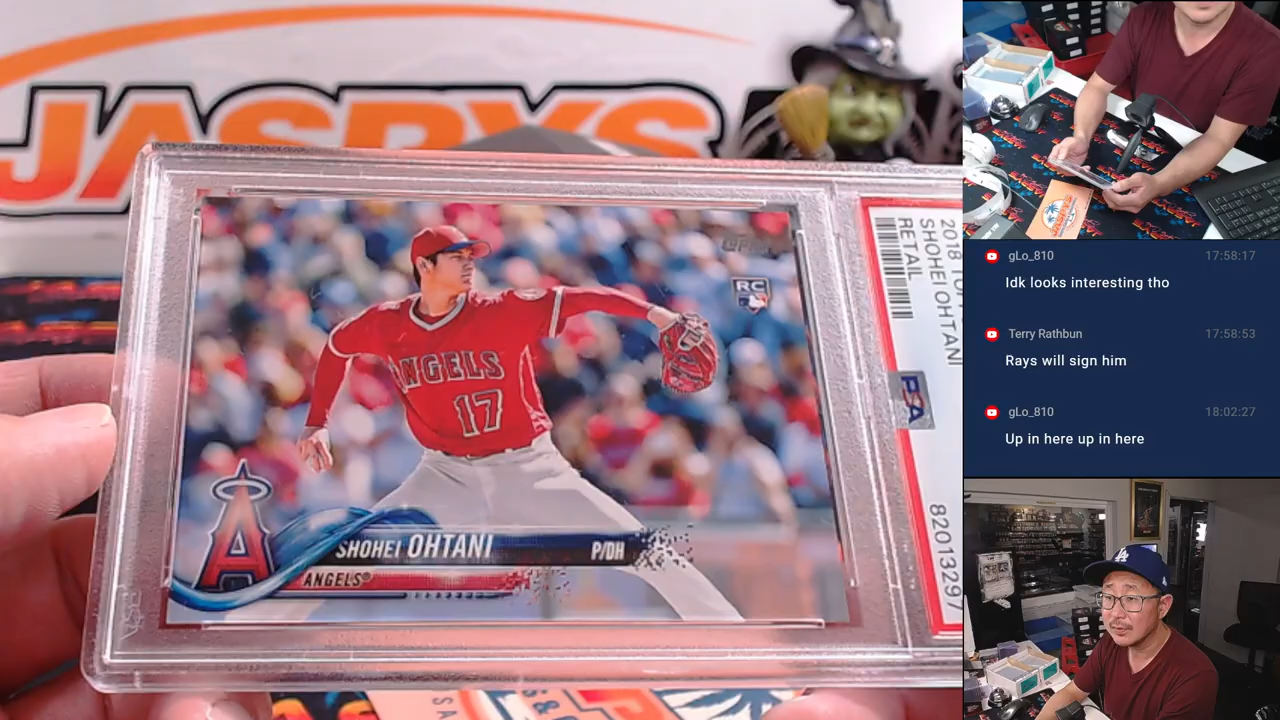 JASPYS
RC
ANGELS
17
A
SHOHEI OHTANI
P/DH
ANGELS
2018
SHOHEI OHTANI
RETAIL
PSA
82013297
gLo_810
17:58:17
Idk looks interesting tho
Terry Rathbun
17:58:53
Rays will sign him
gLo_810
18:02:27
Up in here up in here
LA